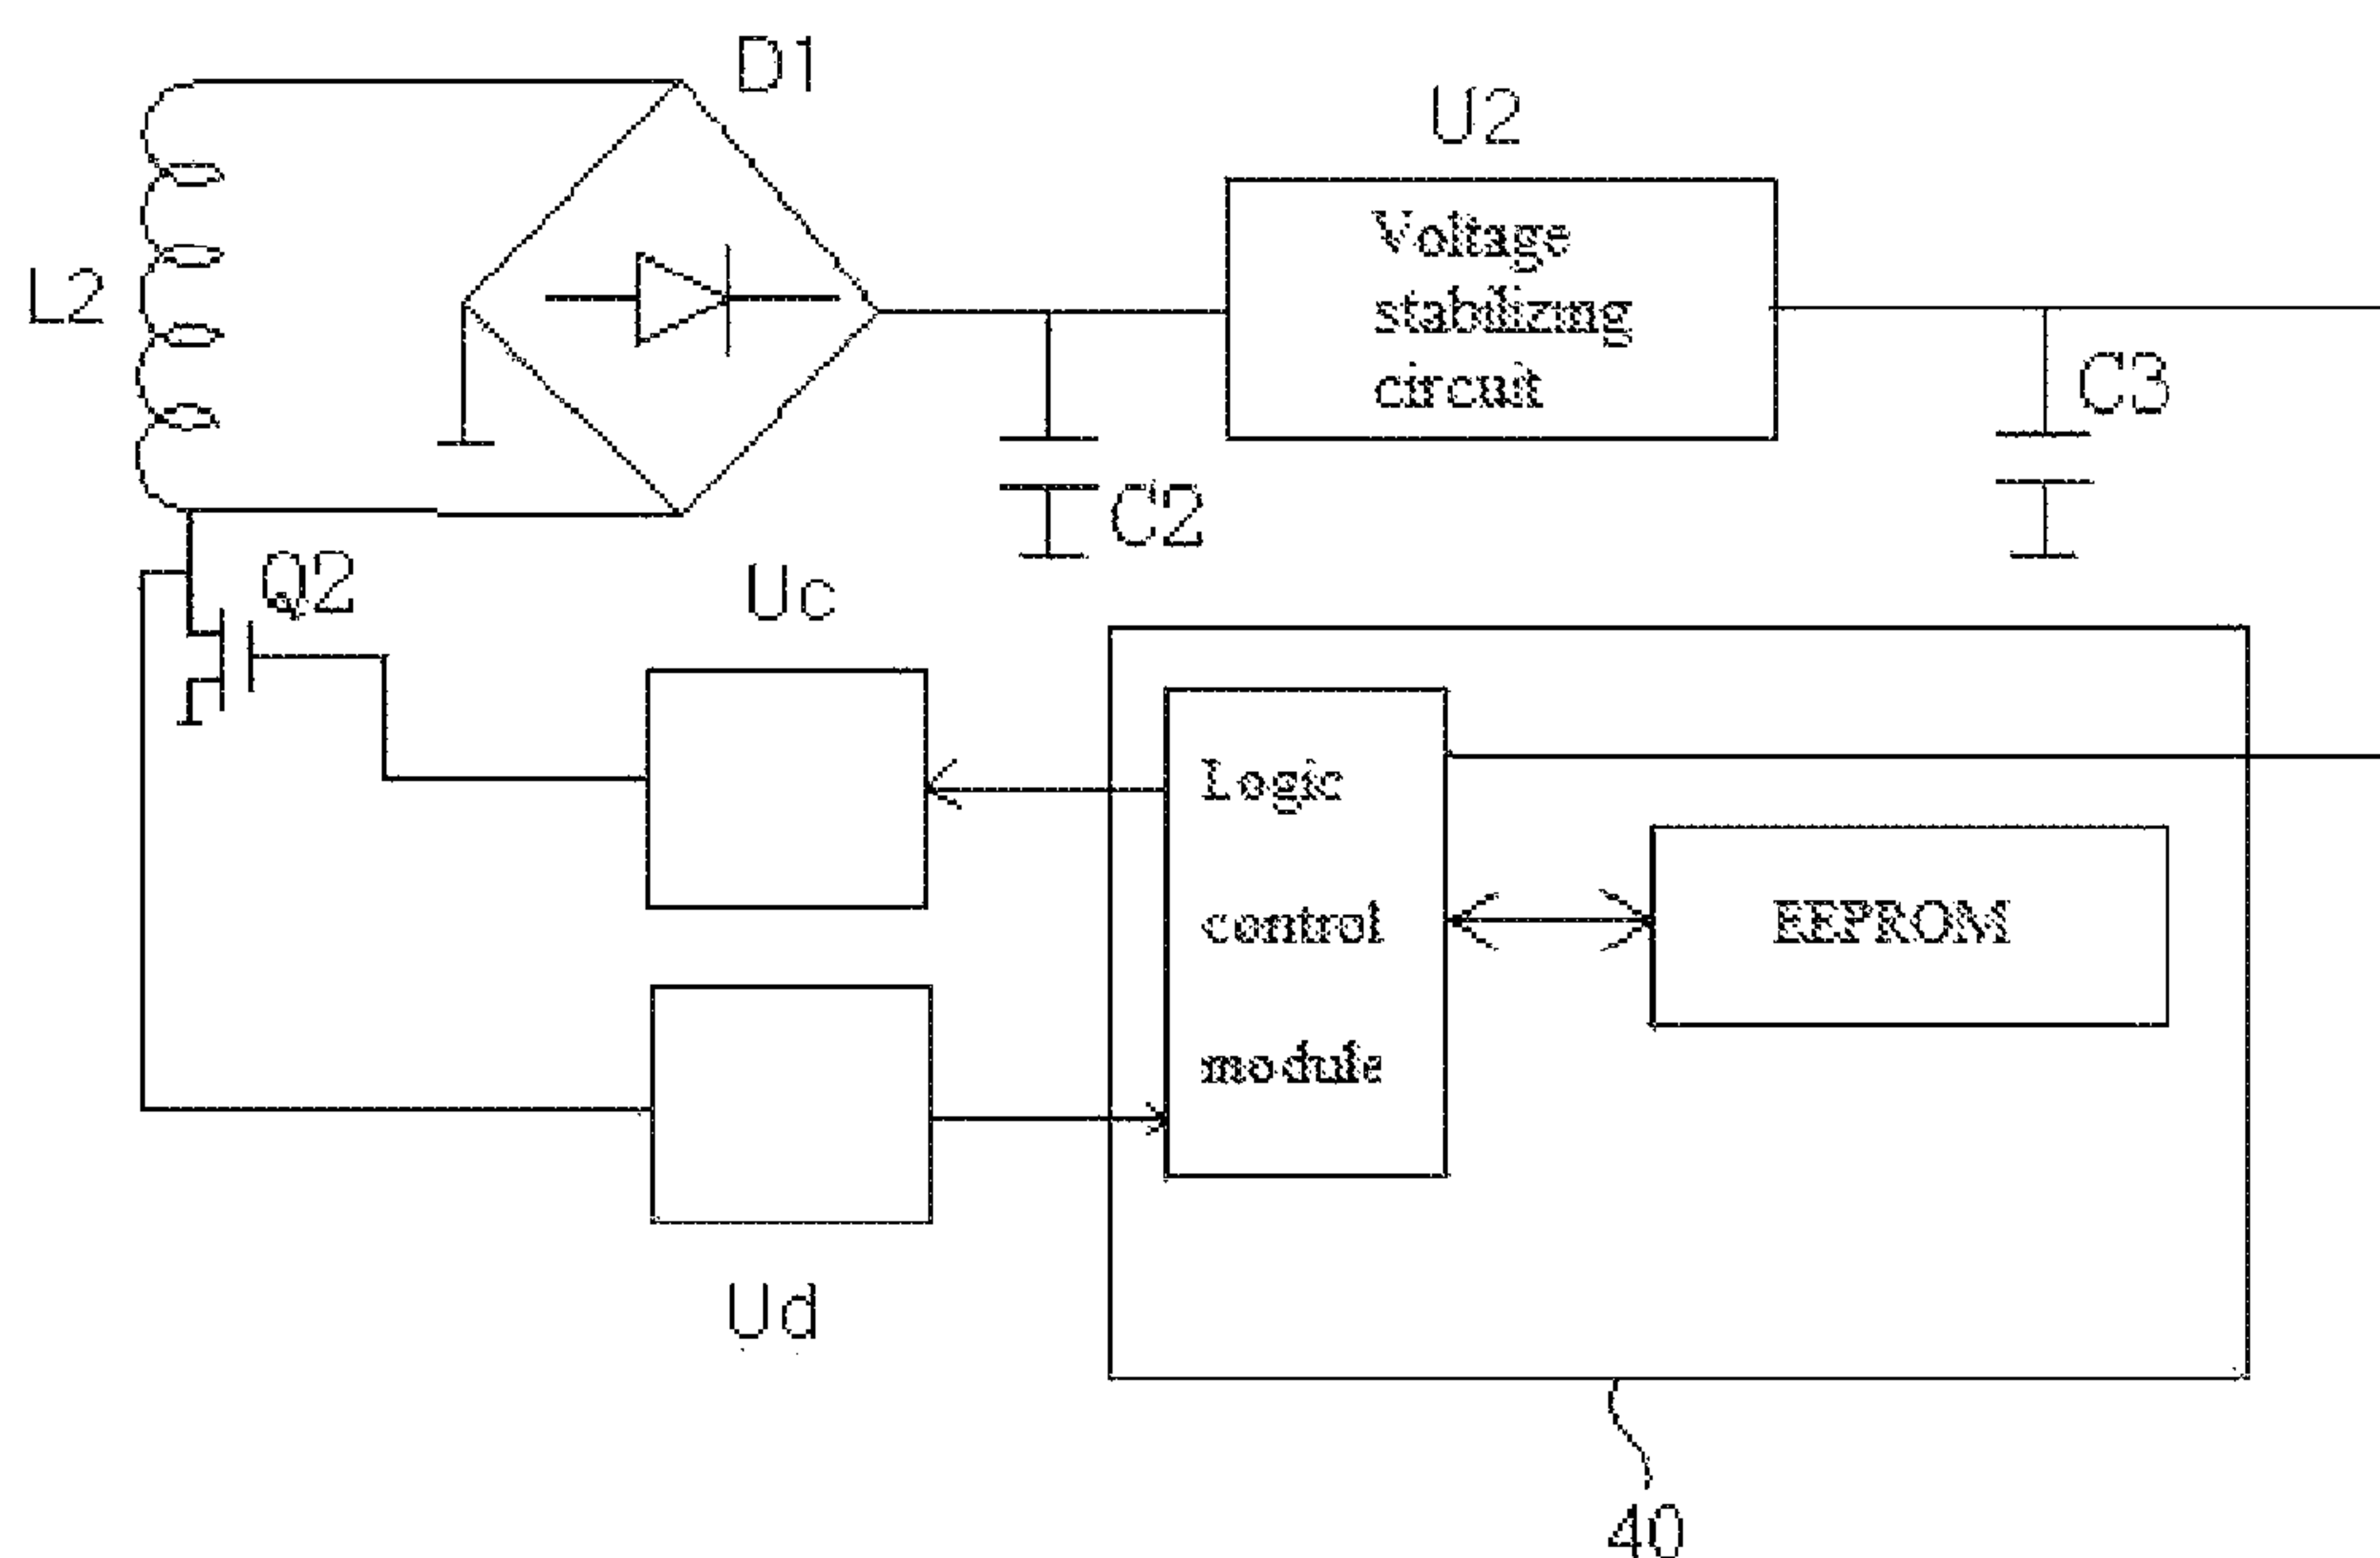 D1
U2
Voltage
stabilizing
circuit
L2
C3
C2
Q2
Uc
Logic
control
module
EEPROM
Ud
40